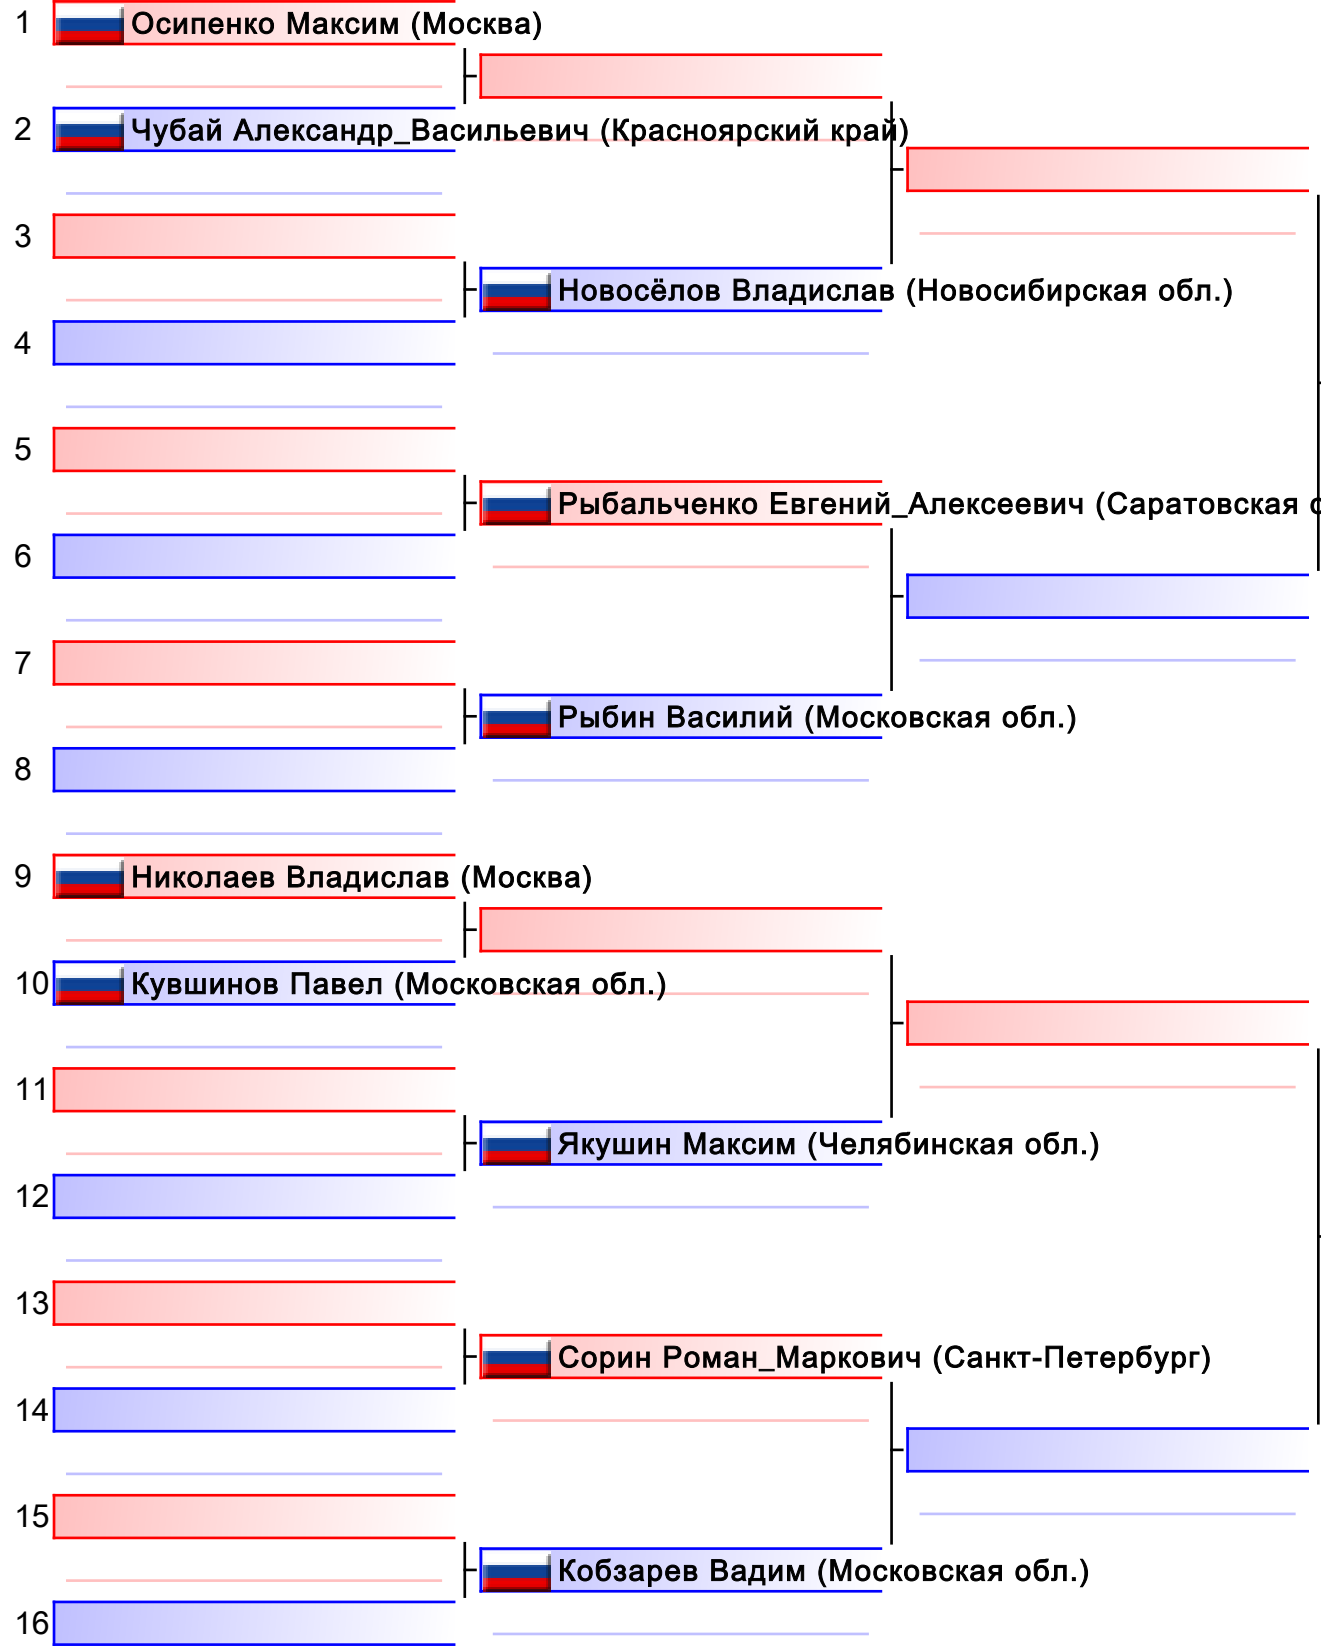 1 Осипенко Максим (Москва)
2 Чубай Александр_Васильевич (Красноярский край)
3
Новосёлов Владислав (Новосибирская обл.)
4
5
Рыбальченко Евгений_Алексеевич (Саратовская
6
7
Рыбин Василий (Московская обл.)
8
9 Николаев Владислав (Москва)
10 Кувшинов Павел (Московская обл.)
11
Якушин Максим (Челябинская обл.)
12
13
Сорин Роман_Маркович (Санкт-Петербург)
14
15
Кобзарев Вадим (Московская обл.)
16